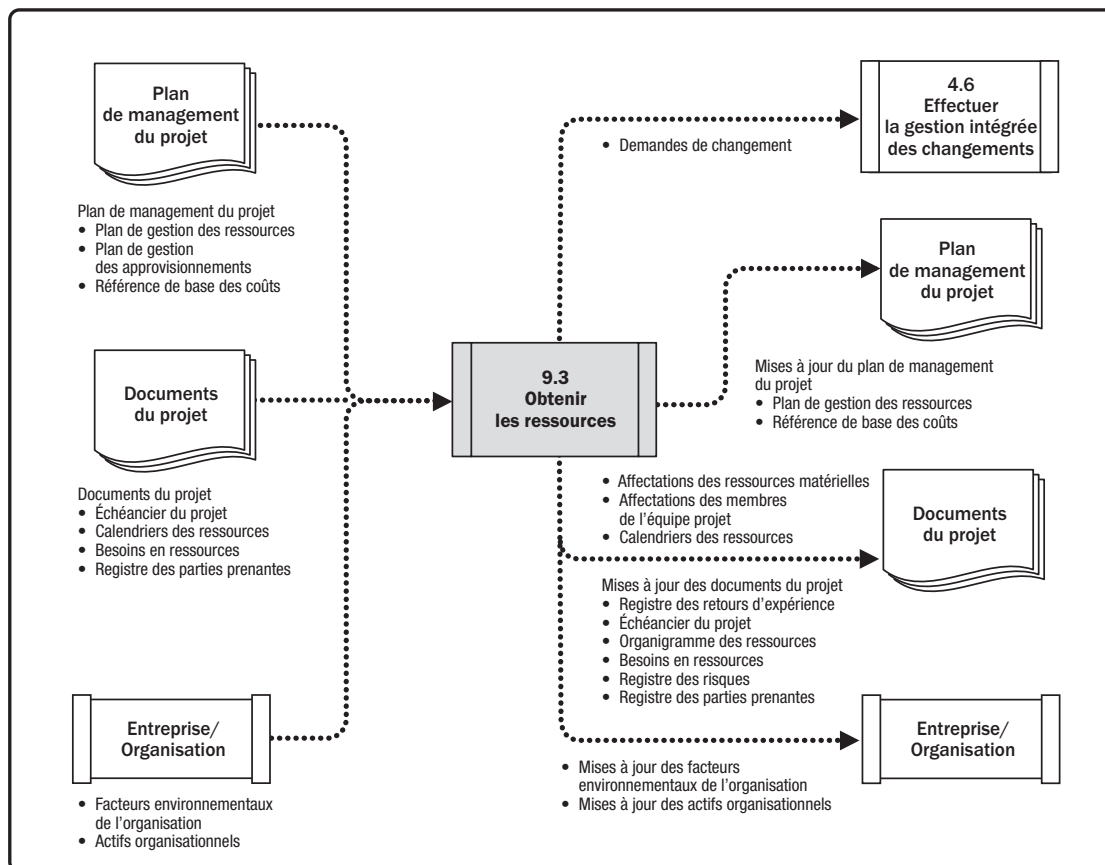 Plan
de management
du projet
Plan de management du projet
• Plan de gestion des ressources
• Plan de gestion
des approvisionnements
• Référence de base des coûts
Documents
du projet
Documents du projet
• Échéancier du projet
• Calendriers des ressources
• Besoins en ressources
• Registre des parties prenantes
Entreprise/
Organisation
• Facteurs environnementaux
de l'organisation
• Actifs organisationnels
9.3
Obtenir
les ressources
• Demandes de changement
4.6
Effectuer
la gestion intégrée
des changements
Plan
de management
du projet
Mises à jour du plan de management
du projet
• Plan de gestion des ressources
• Référence de base des coûts
• Affectations des ressources matérielles
• Affectations des membres
de l'équipe projet
• Calendriers des ressources
Documents
du projet
Mises à jour des documents du projet
• Registre des retours d'expérience
• Échéancier du projet
• Organigramme des ressources
• Besoins en ressources
• Registre des risques
• Registre des parties prenantes
Entreprise/
Organisation
• Mises à jour des facteurs
environnementaux de l'organisation
• Mises à jour des actifs organisationnels